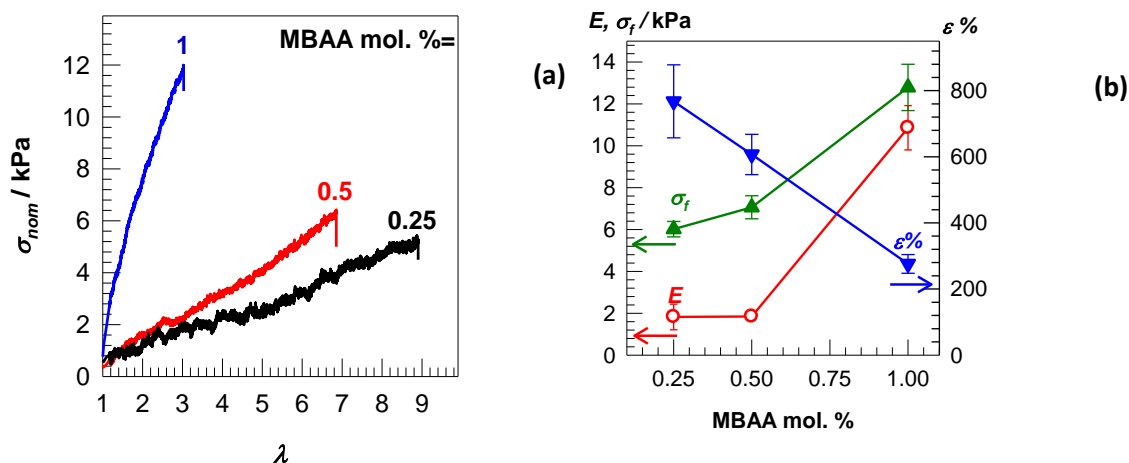 MBAA mol. %=
1
0.5
0.25
12
10
8
6
4
2
0
σnom / kPa
1 2 3 4 5 6 7 8 9
λ
(a)
E, σf / kPa
ε %
14
12
10
8
6
4
2
0
σf
E
ε%
800
600
400
200
0
0.25 0.50 0.75 1.00
MBAA mol. %
(b)